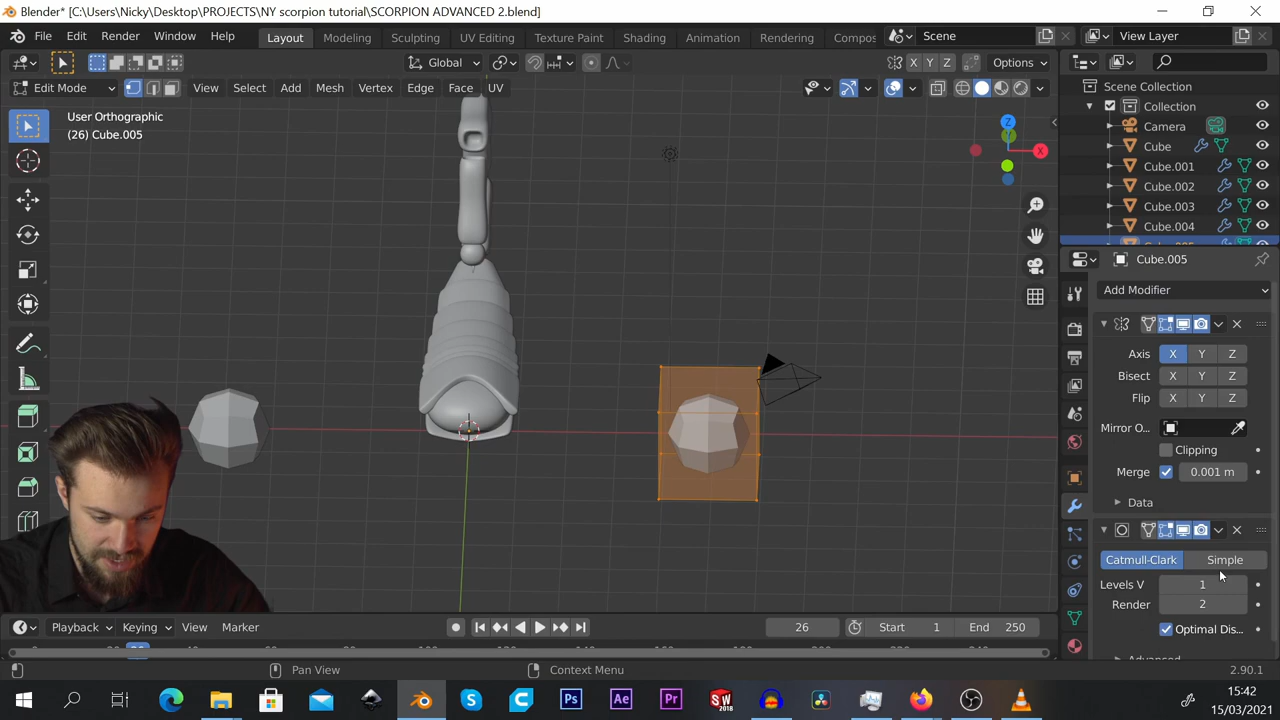 Blender* [C:\Users\Nicky\Desktop\PROJECTS\NY scorpion tutorial\SCORPION ADVANCED 2.blend]
File Edit Render Window Help Layout Modeling Sculpting UV Editing Texture Paint Shading Animation Rendering Compos Scene View Layer
Global X Y Z Options
Edit Mode View Select Add Mesh Vertex Edge Face UV
Scene Collection
User Orthographic
(26) Cube.005
Collection
Camera
Cube
Cube.001
Cube.002
Cube.003
Cube.004
Z
X
Y
Cube.005
Add Modifier
Axis X Y Z
Bisect X Y Z
Flip X Y Z
Mirror O...
Clipping
Merge 0.001 m
Data
Catmull-Clark Simple
Levels V 1
Render 2
Optimal Dis...
Playback Keying View Marker 26 Start 1 End 250
Pan View Context Menu 2.90.1
Ps Ae Pr SW 2018
15:42
15/03/2021